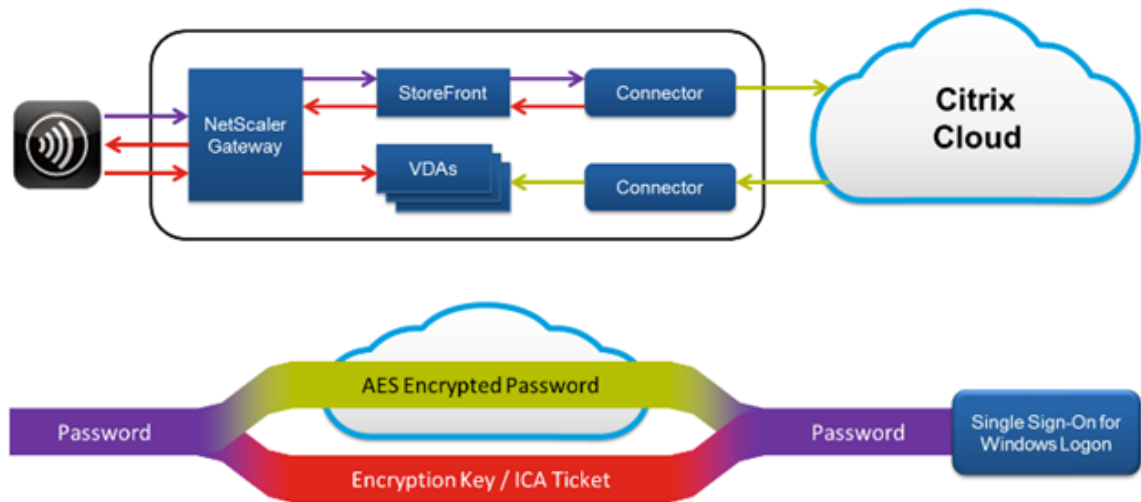 NetScaler
Gateway
StoreFront
Connector
VDAs
Connector
Citrix
Cloud
Password
AES Encrypted Password
Encryption Key / ICA Ticket
Password
Single Sign-On for
Windows Logon